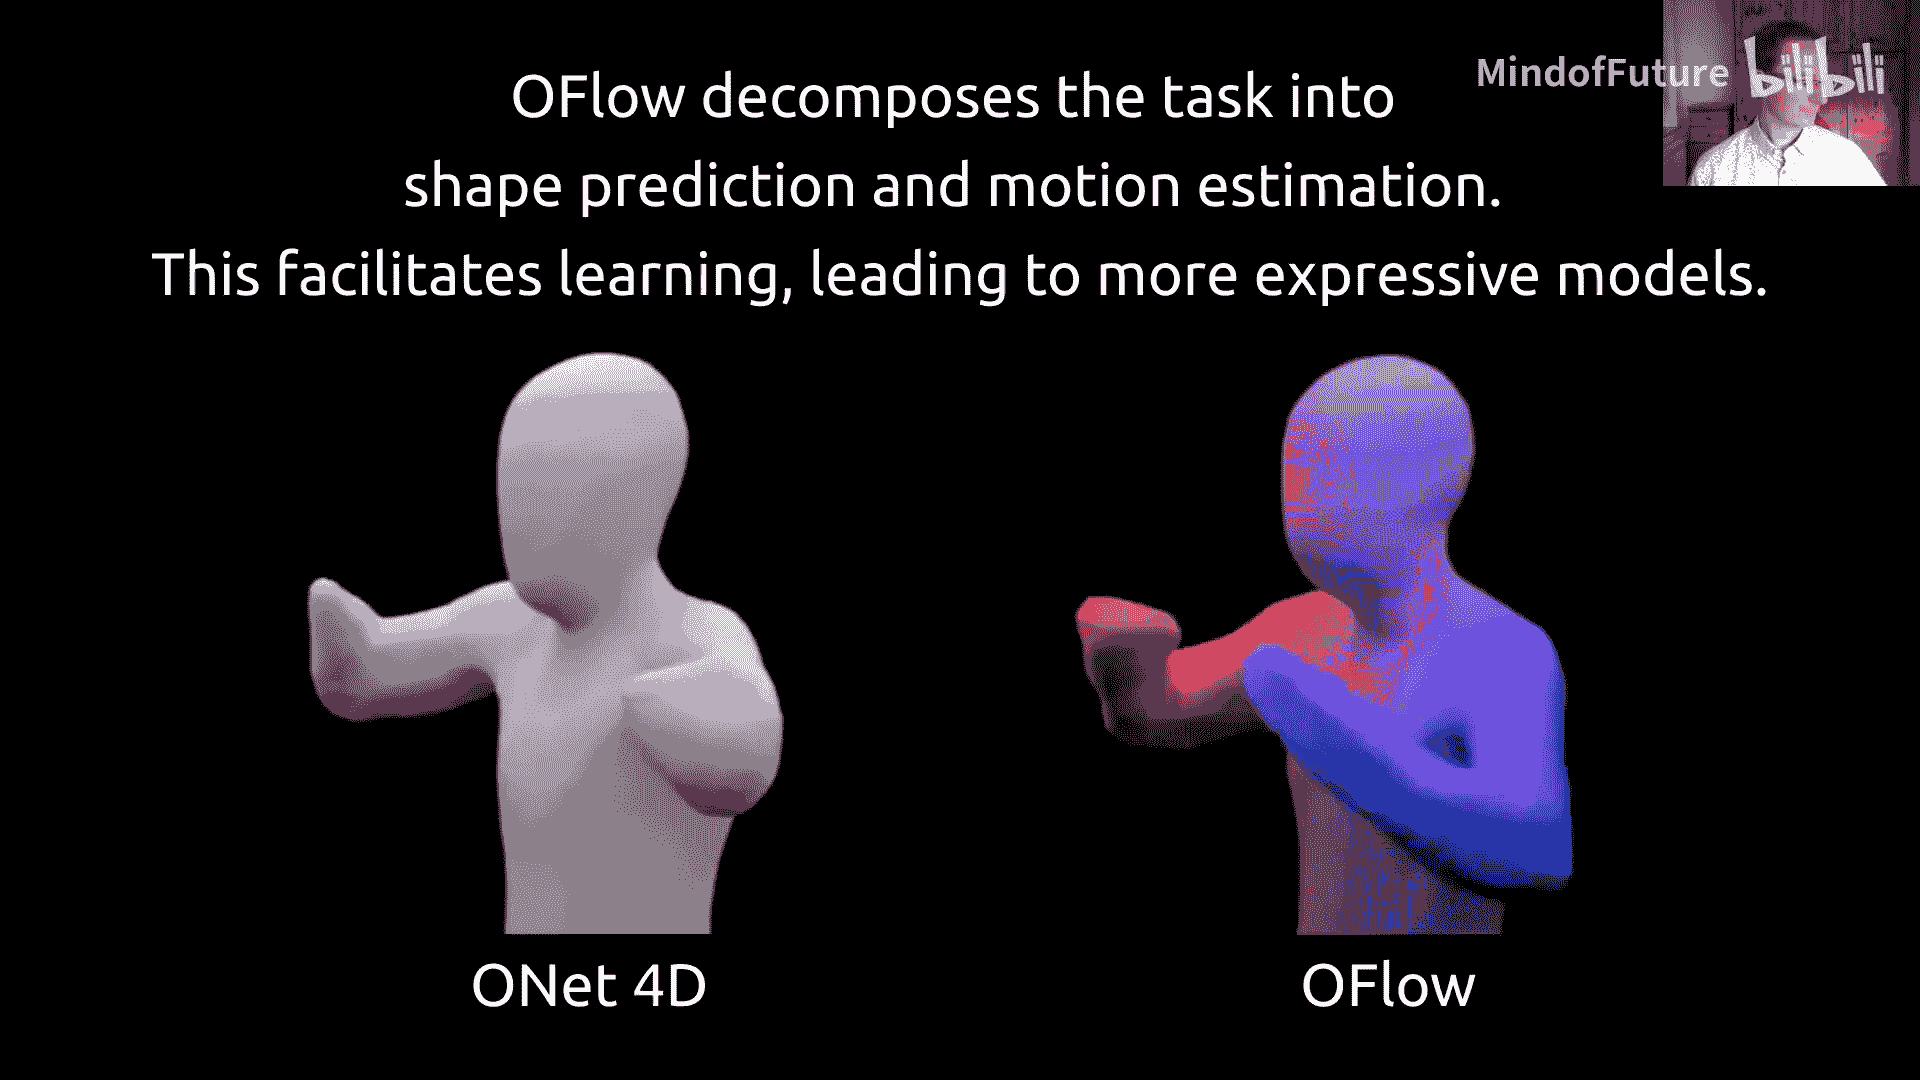 OFlow decomposes the task into
MindofFuture bilibili
shape prediction and motion estimation.
This facilitates learning, leading to more expressive models.
ONet 4D
OFlow